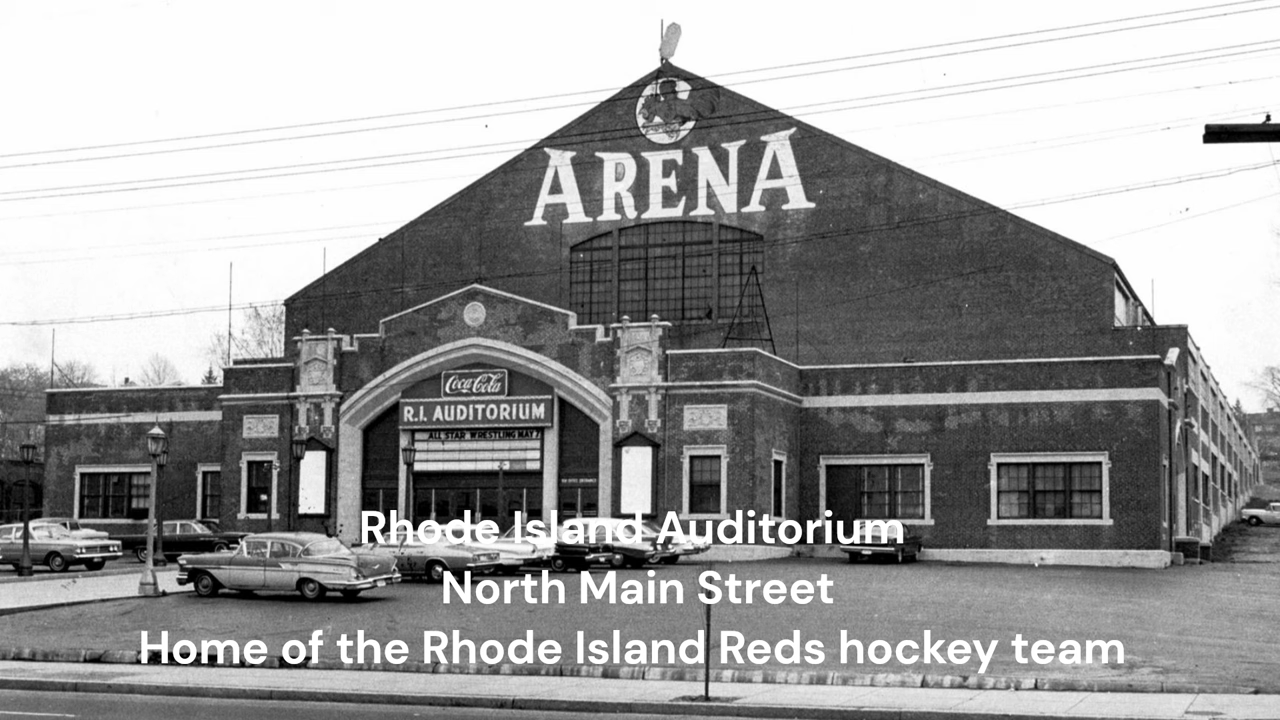 ARENA
Coca-Cola
R.I. AUDITORIUM
ALL STAR WRESTLING MAY 7
Rhode Island Auditorium
North Main Street
Home of the Rhode Island Reds hockey team